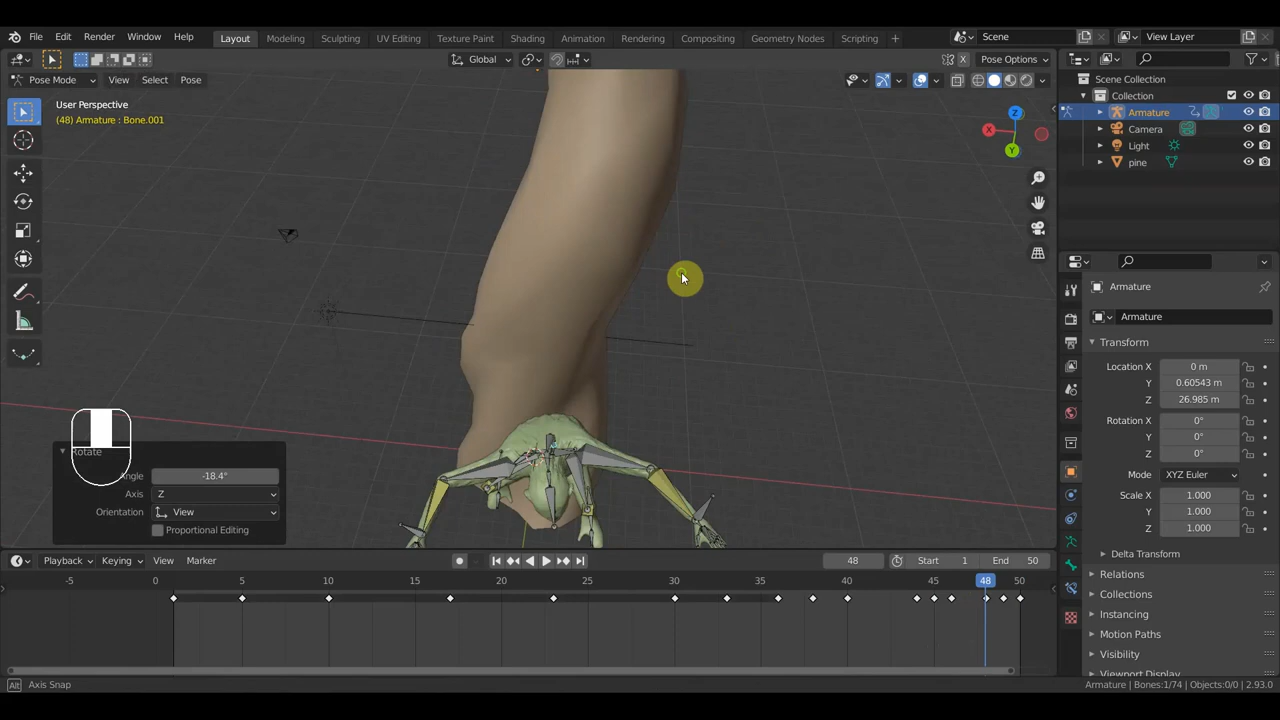 File Edit Render Window Help Layout Modeling Sculpting UV Editing Texture Paint Shading Animation Rendering Compositing Geometry Nodes Scripting + Scene View Layer
Global Pose Options
Pose Mode View Select Pose
User Perspective
(48) Armature : Bone.001
X Z Y
Scene Collection
Collection
Armature
Camera
Light
pine
Armature
Armature
Transform
Location X 0 m
Y 0.60543 m
Z 26.985 m
Rotation X 0°
Y 0°
Z 0°
Mode XYZ Euler
Scale X 1.000
Y 1.000
Z 1.000
Delta Transform
Relations
Collections
Instancing
Motion Paths
Visibility
Viewport Display
Rotate
Angle -18.4°
Axis Z
Orientation View
Proportional Editing
Playback Keying View Marker 48 Start 1 End 50
-5 0 5 10 15 20 25 30 35 40 45 48 50
Alt Axis Snap Armature | Bones:1/74 | Objects:0/0 | 2.93.0